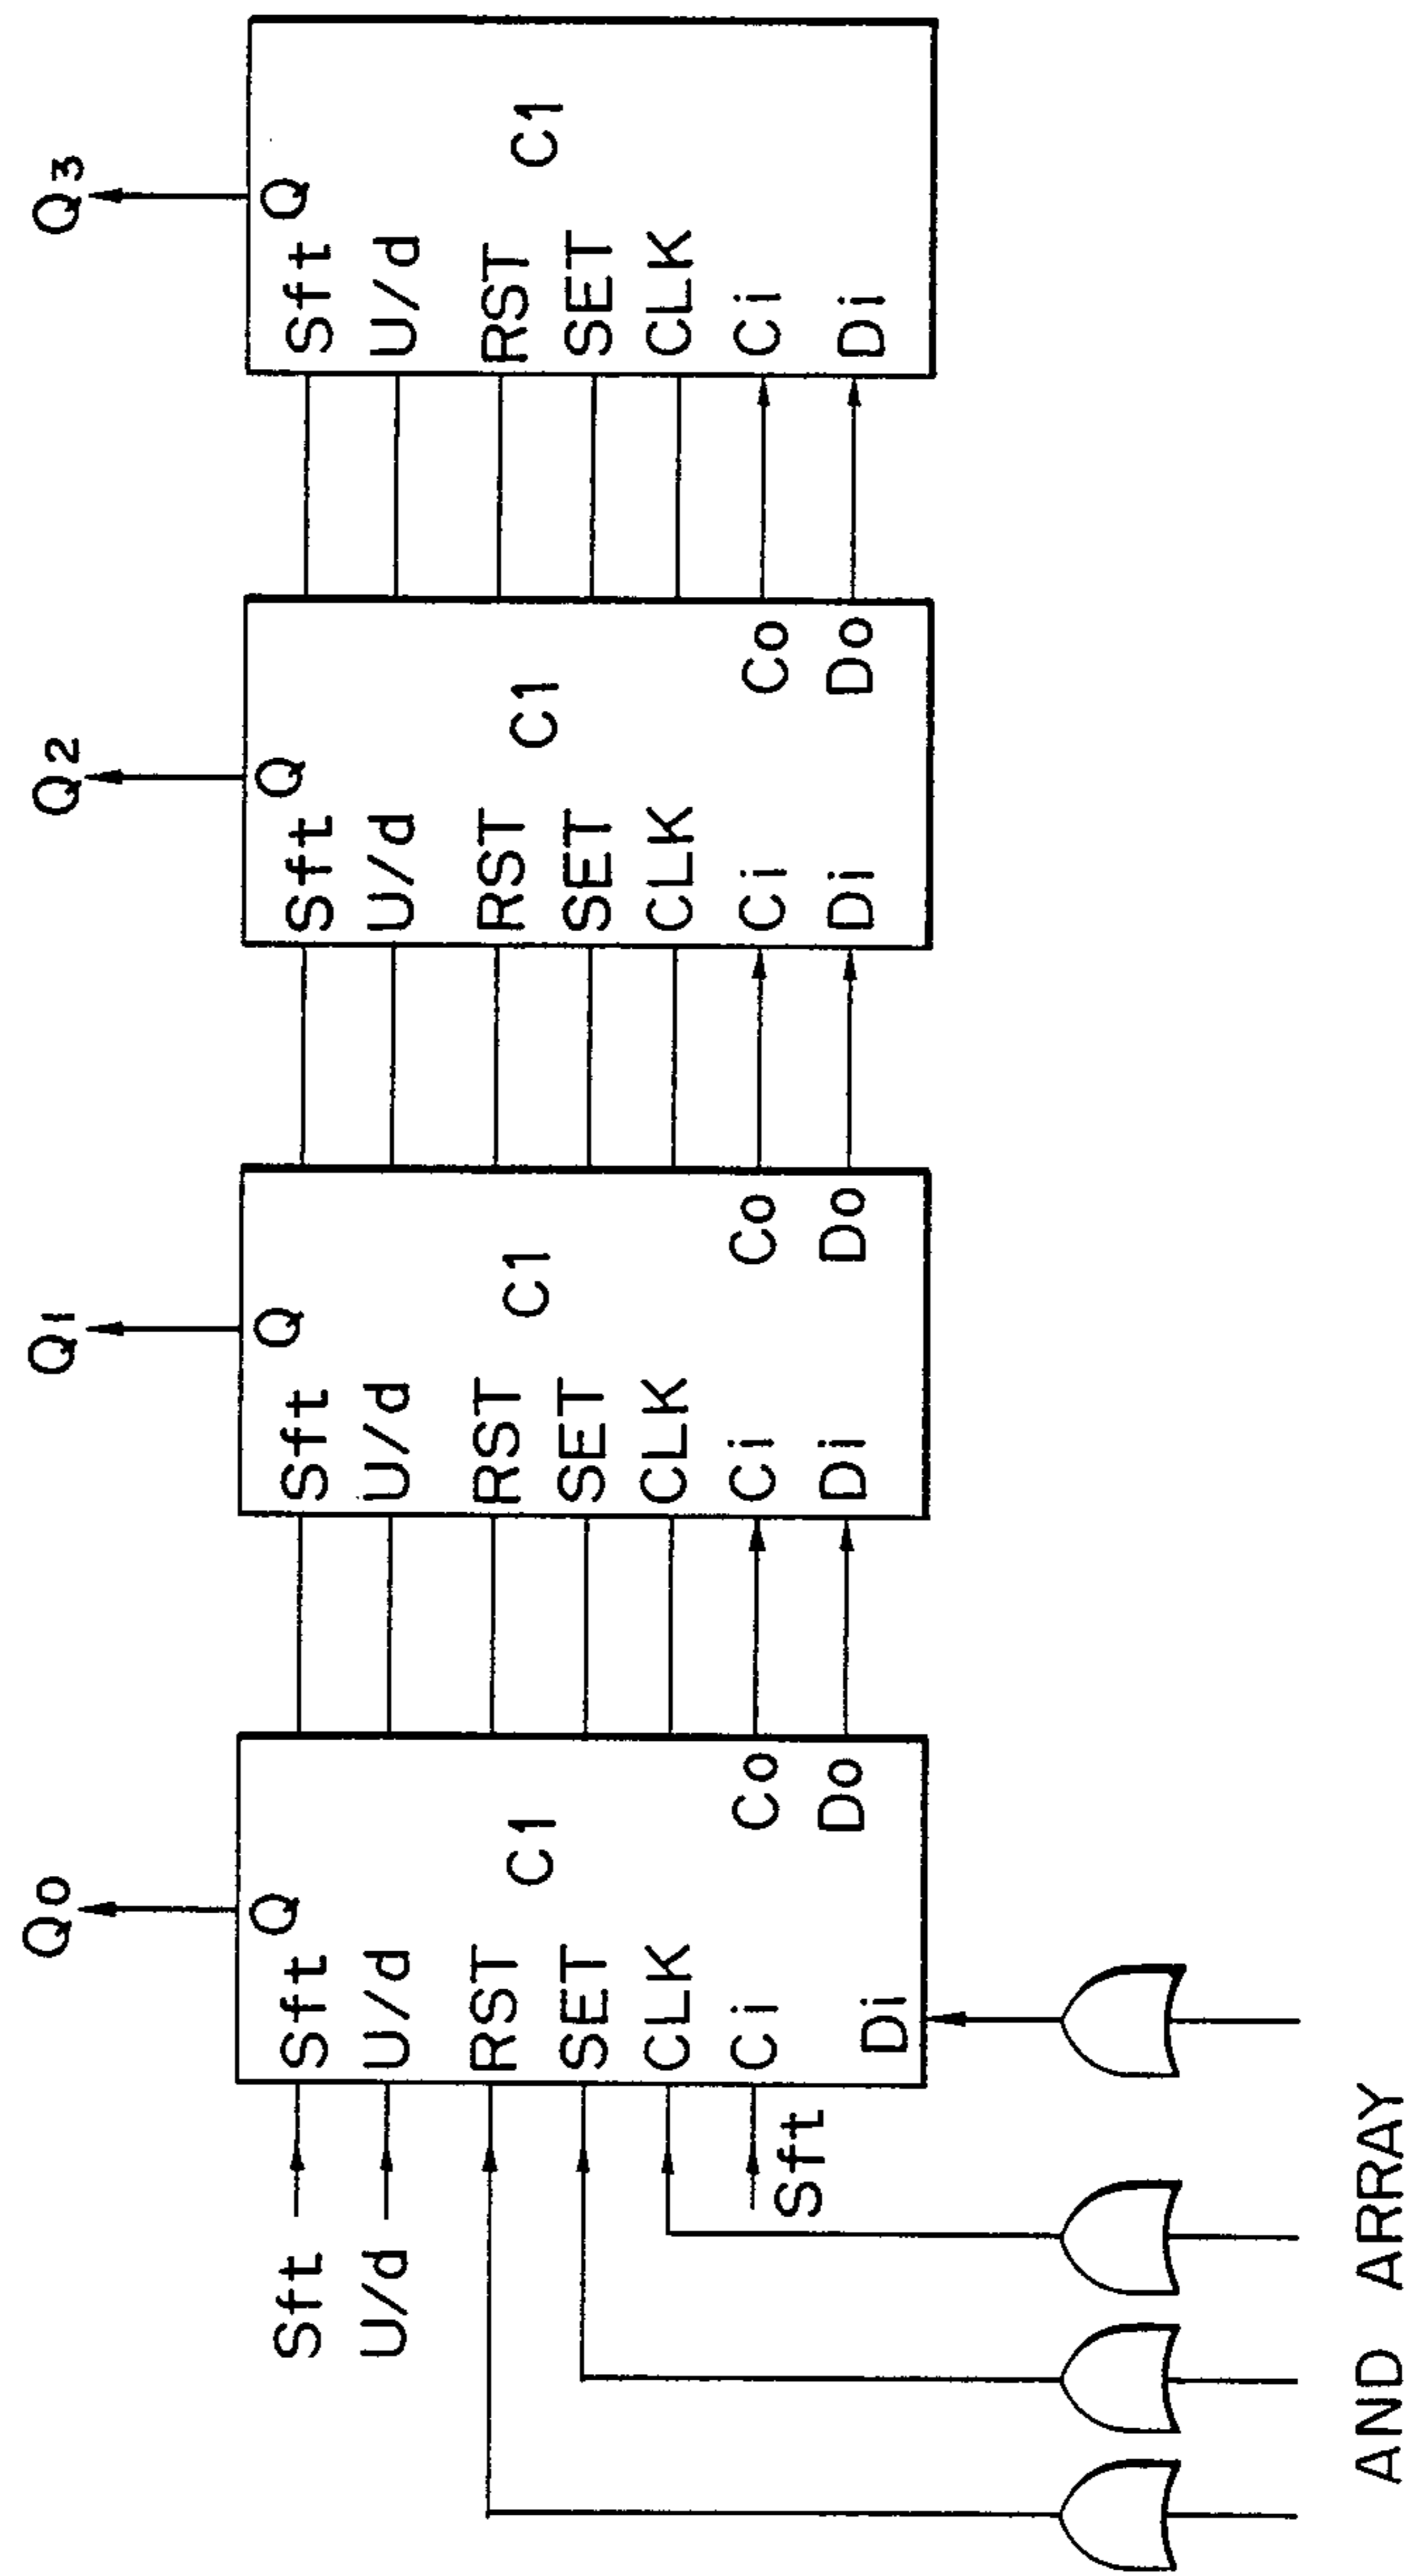 Q0
Q1
Q2
Q3
Sft
U/d
Sft
Q
Sft
U/d
RST
SET
CLK
Ci
Di
C1
Co
Do
Q
Sft
U/d
RST
SET
CLK
Ci
Di
C1
Co
Do
Q
Sft
U/d
RST
SET
CLK
Ci
Di
C1
Co
Do
Q
Sft
U/d
RST
SET
CLK
Ci
Di
C1
AND ARRAY